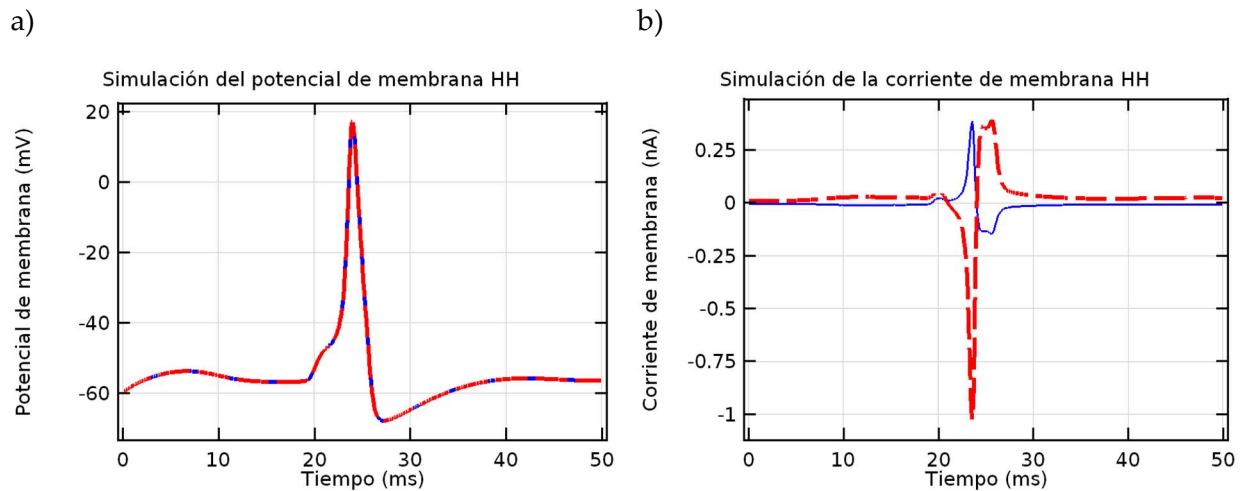 a)
b)
Simulación del potencial de membrana HH
Potencial de membrana (mV)
20
0
-20
-40
-60
0
10
20
30
40
50
Tiempo (ms)
Simulación de la corriente de membrana HH
Corriente de membrana (nA)
0.25
0
-0.25
-0.5
-0.75
-1
0
10
20
30
40
50
Tiempo (ms)